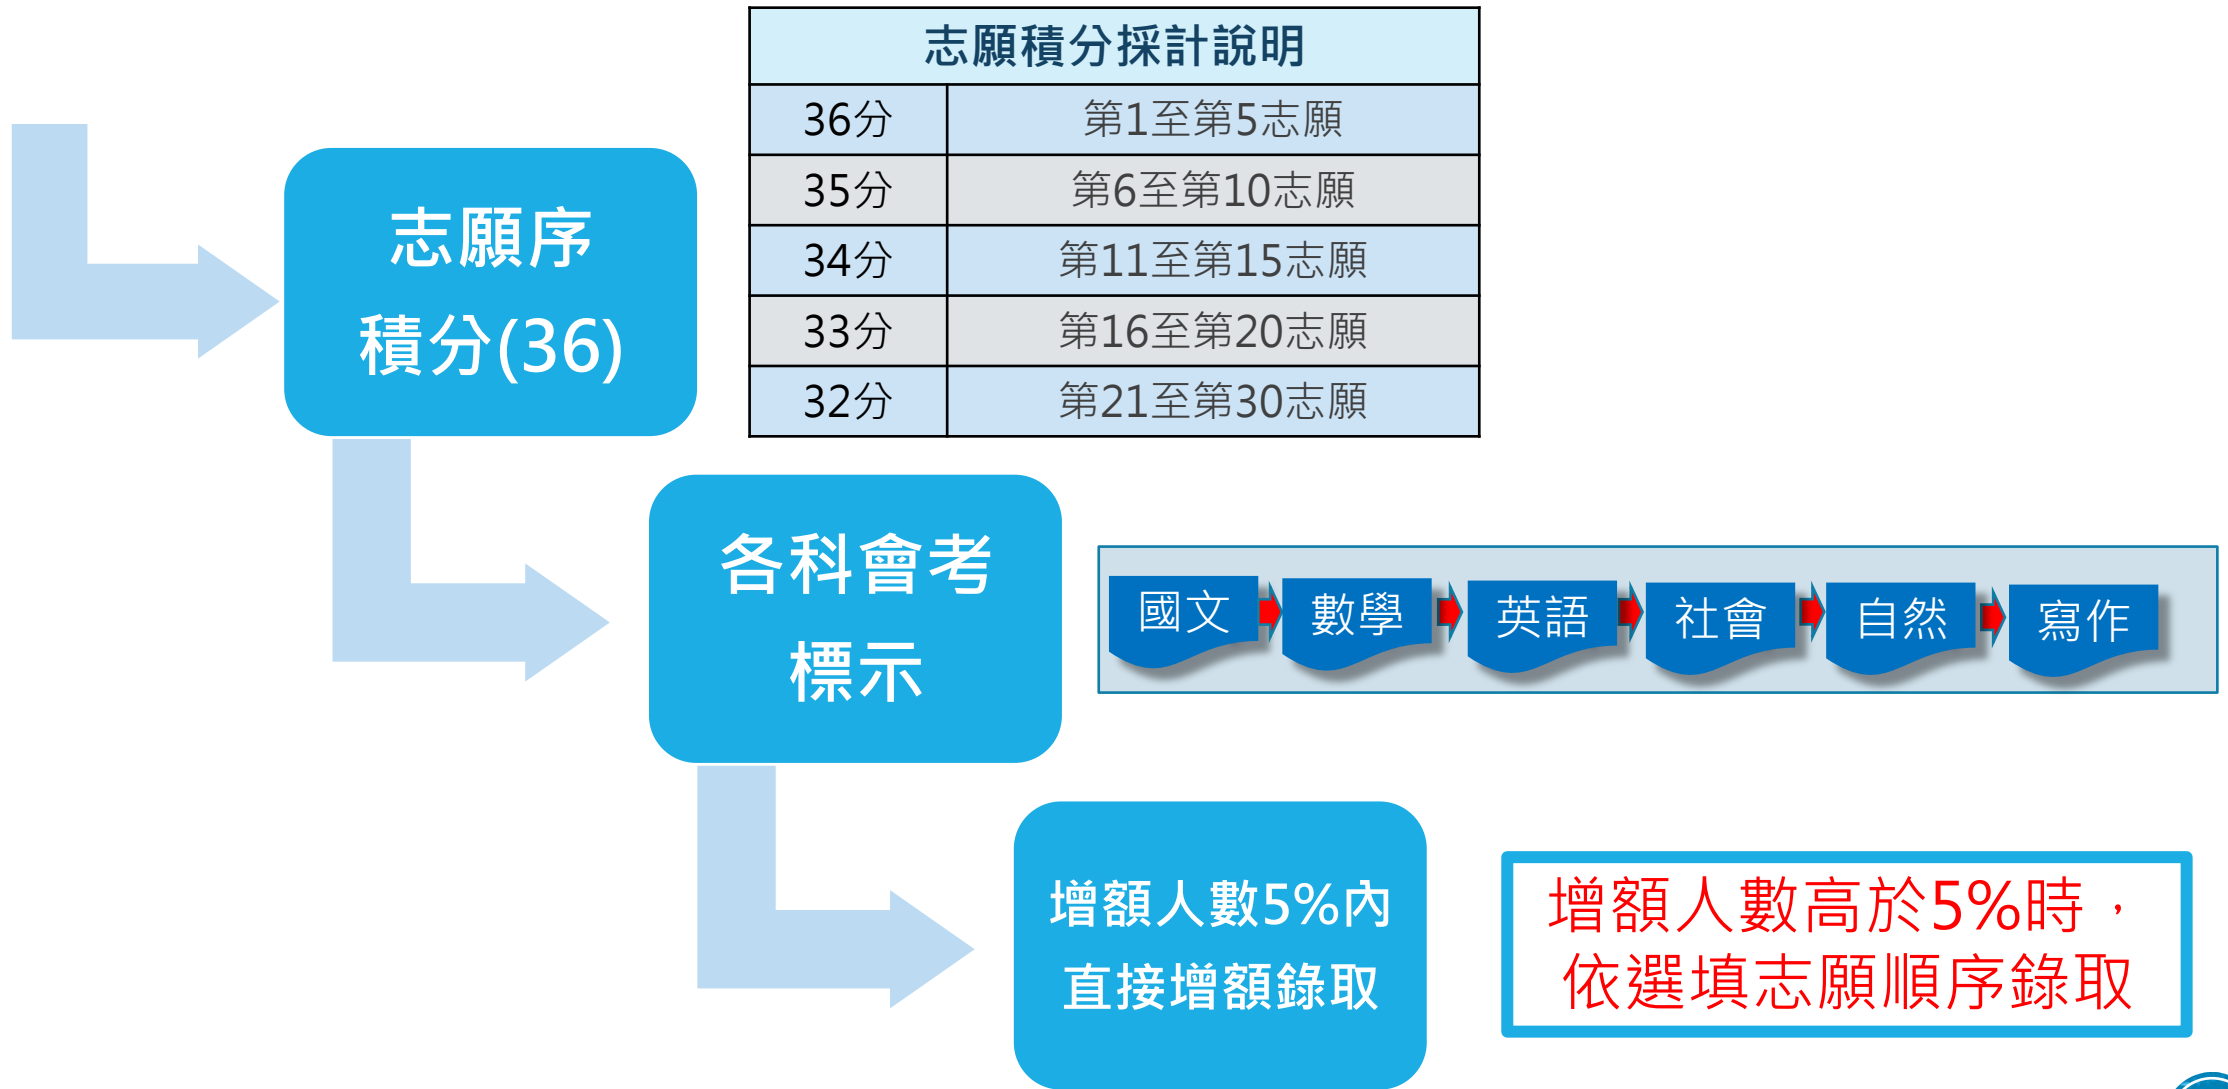 志願積分採計說明
36分 第1至第5志願
35分 第6至第10志願
34分 第11至第15志願
33分 第16至第20志願
32分 第21至第30志願
志願序
積分(36)
各科會考
標示
國文 數學 英語 社會 自然 寫作
增額人數5%內
直接增額錄取
增額人數高於5%時，
依選填志願順序錄取